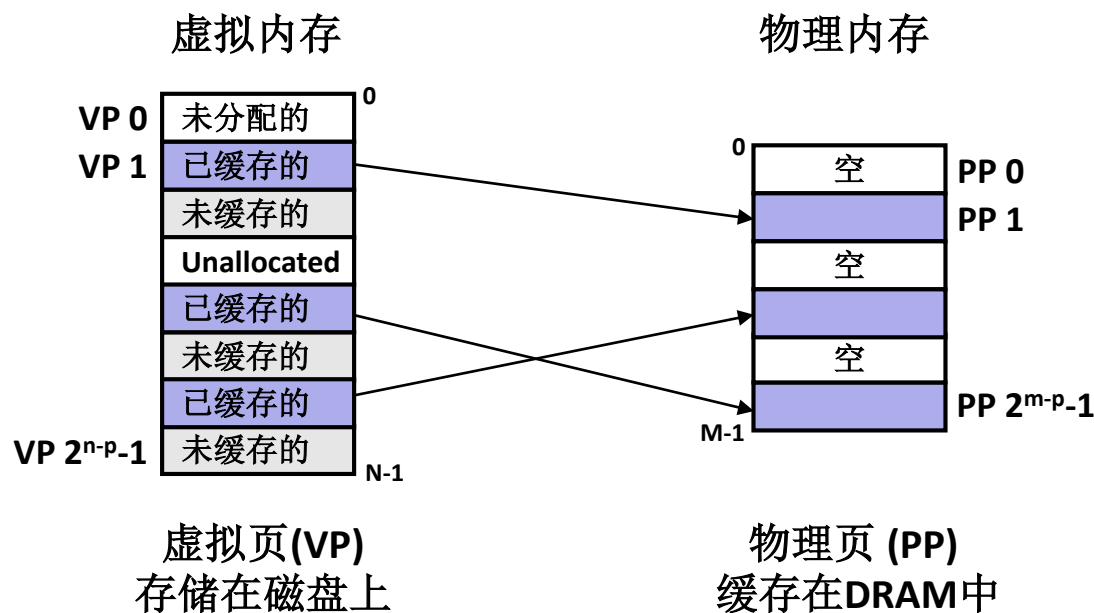 虚拟内存
物理内存
0
VP 0 未分配的
VP 1 已缓存的
未缓存的
Unallocated
已缓存的
未缓存的
已缓存的
VP 2ⁿ⁻ᵖ-1 未缓存的
N-1
0
空 PP 0
PP 1
空
空
PP 2ᵐ⁻ᵖ-1
M-1
虚拟页(VP)
存储在磁盘上
物理页 (PP)
缓存在DRAM中